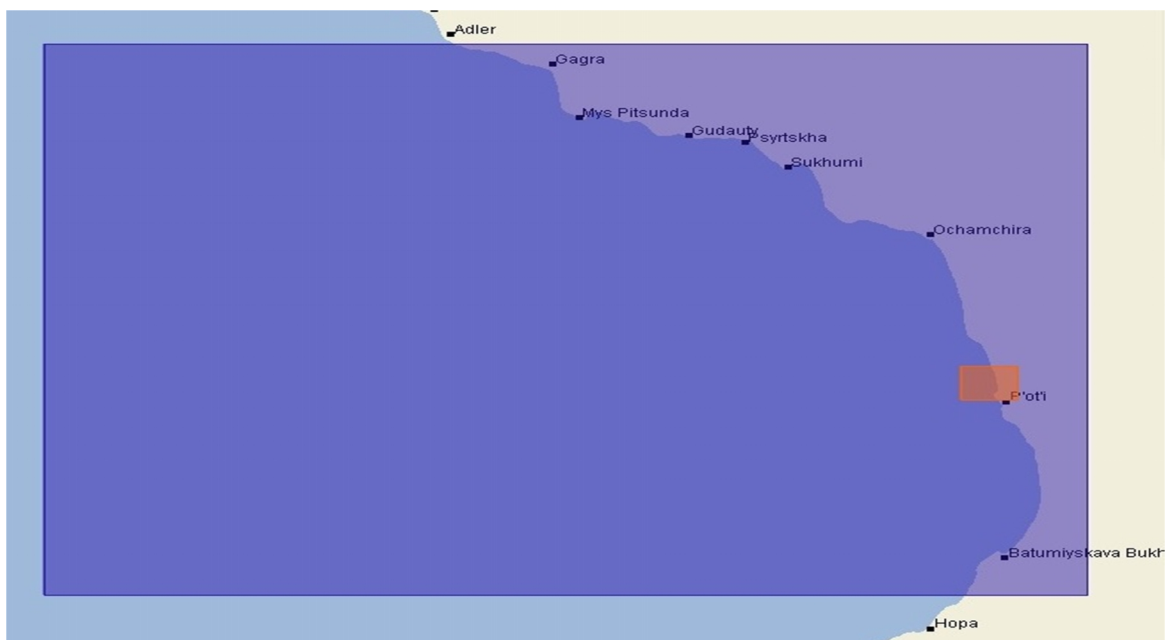 Adler
Gagra
Mys Pitsunda
Gudauty
Psyrtskha
Sukhumi
Ochamchira
P'ot'i
Batumiyskava Bukh
Hopa